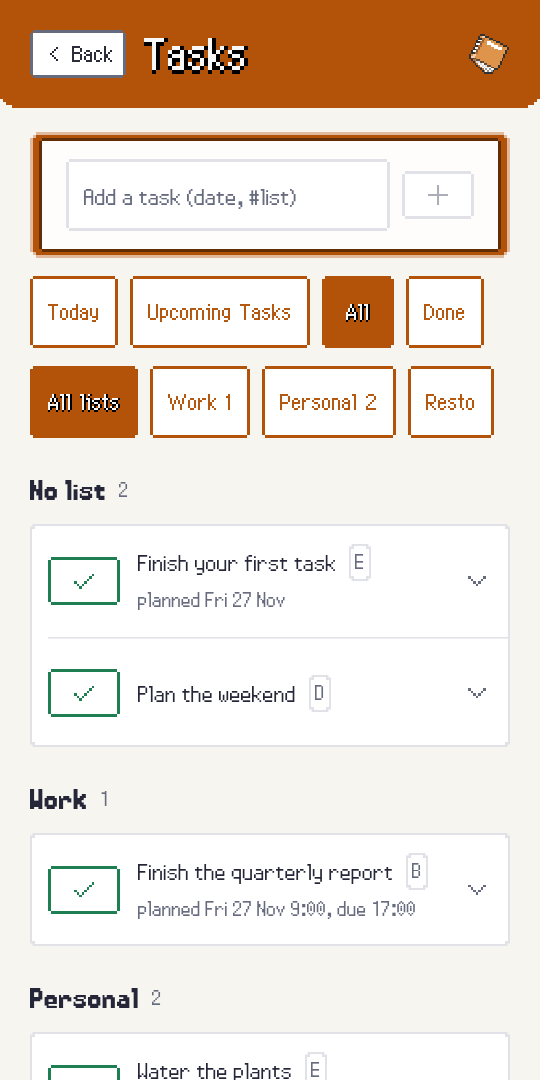 Back
Tasks
Add a task (date, #list)
Today
Upcoming Tasks
All
Done
All lists
Work 1
Personal 2
Resto
No list 2
Finish your first task E
planned Fri 27 Nov
Plan the weekend D
Work 1
Finish the quarterly report B
planned Fri 27 Nov 9:00, due 17:00
Personal 2
Water the plants E